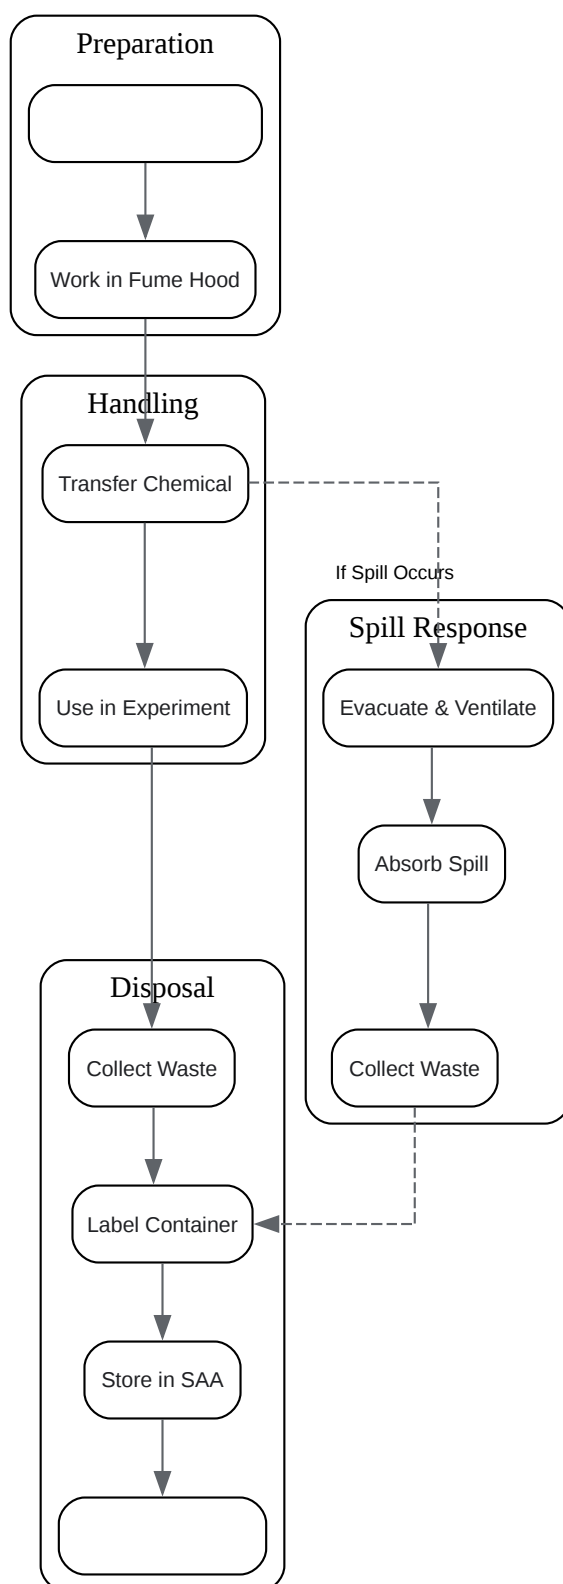 Preparation
Work in Fume Hood
Handling
Transfer Chemical
Use in Experiment
If Spill Occurs
Spill Response
Evacuate & Ventilate
Absorb Spill
Collect Waste
Disposal
Collect Waste
Label Container
Store in SAA